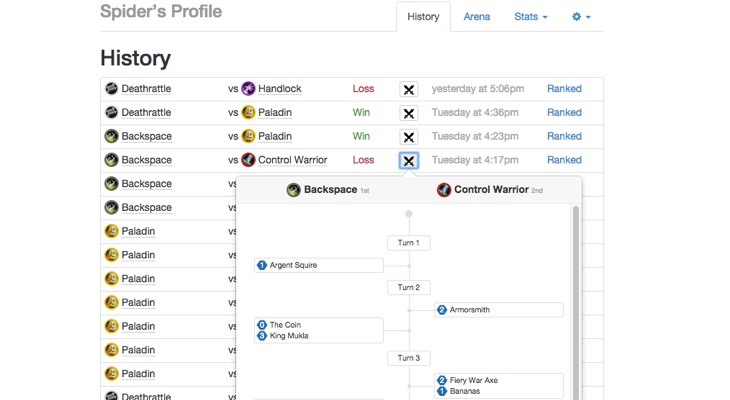 Spider's Profile
History Arena Stats
History
Deathrattle vs Handlock Loss yesterday at 5:06pm Ranked
Deathrattle vs Paladin Win Tuesday at 4:36pm Ranked
Backspace vs Paladin Win Tuesday at 4:23pm Ranked
Backspace vs Control Warrior Loss Tuesday at 4:17pm Ranked
Backspace vs
Backspace vs
Paladin vs
Paladin vs
Paladin vs
Paladin vs
Paladin vs
Paladin vs
Paladin vs
Deathrattle vs
Backspace 1st Control Warrior 2nd
Turn 1
1 Argent Squire
Turn 2
2 Armorsmith
0 The Coin
3 King Mukla
Turn 3
2 Fiery War Axe
1 Bananas